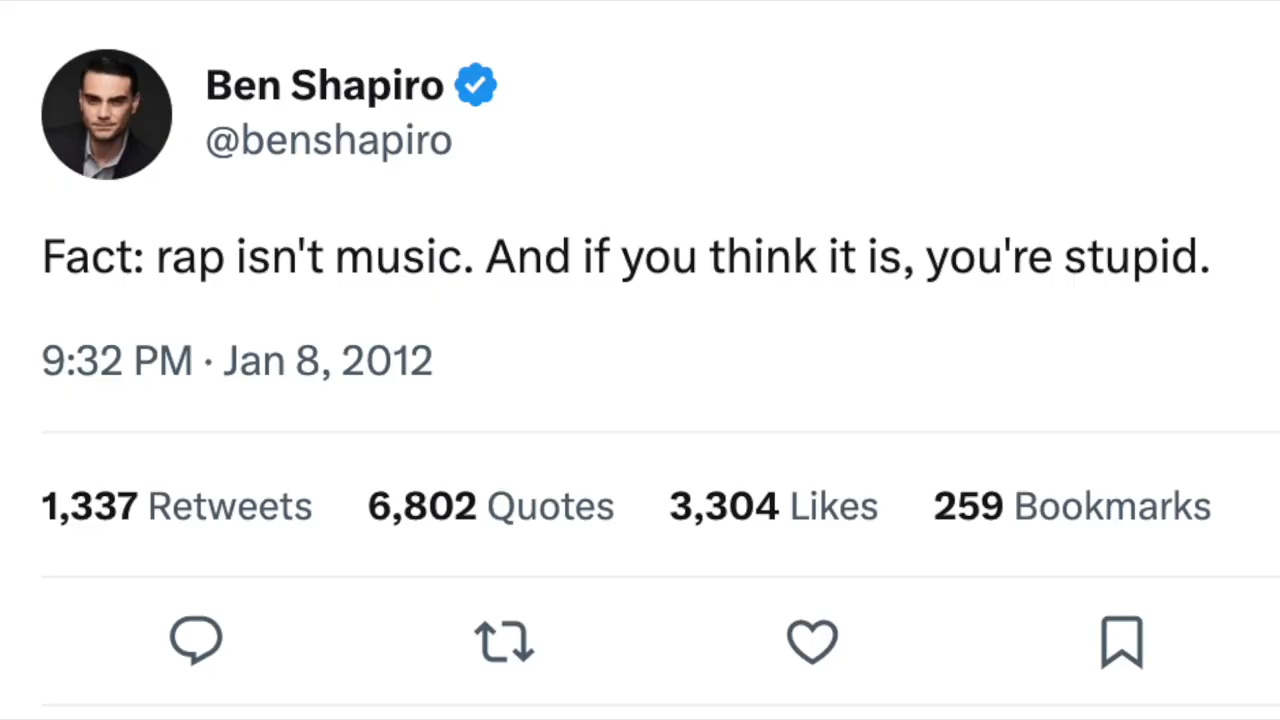 Ben Shapiro
@benshapiro
Fact: rap isn't music. And if you think it is, you're stupid.
9:32 PM · Jan 8, 2012
1,337 Retweets 6,802 Quotes 3,304 Likes 259 Bookmarks